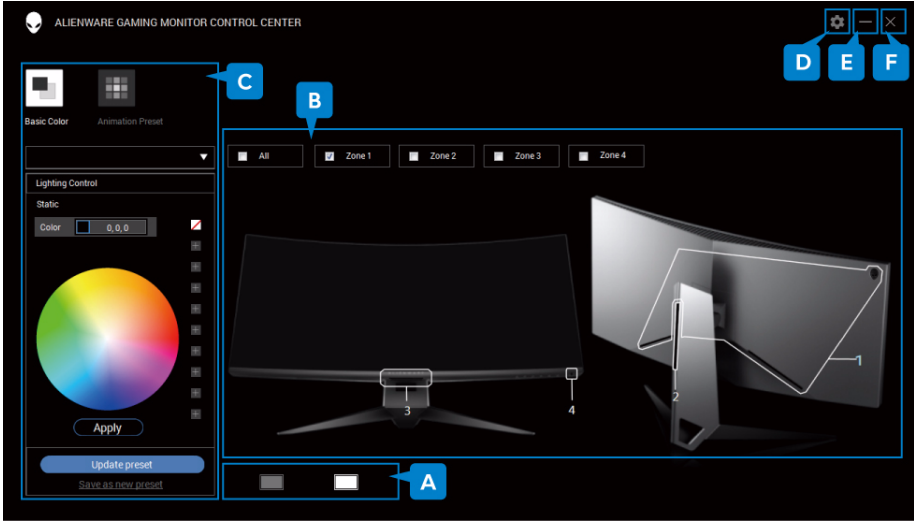 ALIENWARE GAMING MONITOR CONTROL CENTER
D E F
C
B
Basic Color Animation Preset
All Zone 1 Zone 2 Zone 3 Zone 4
Lighting Control
Static
Color 0, 0, 0
1
2
3 4
Apply
Update preset
Save as new preset
A